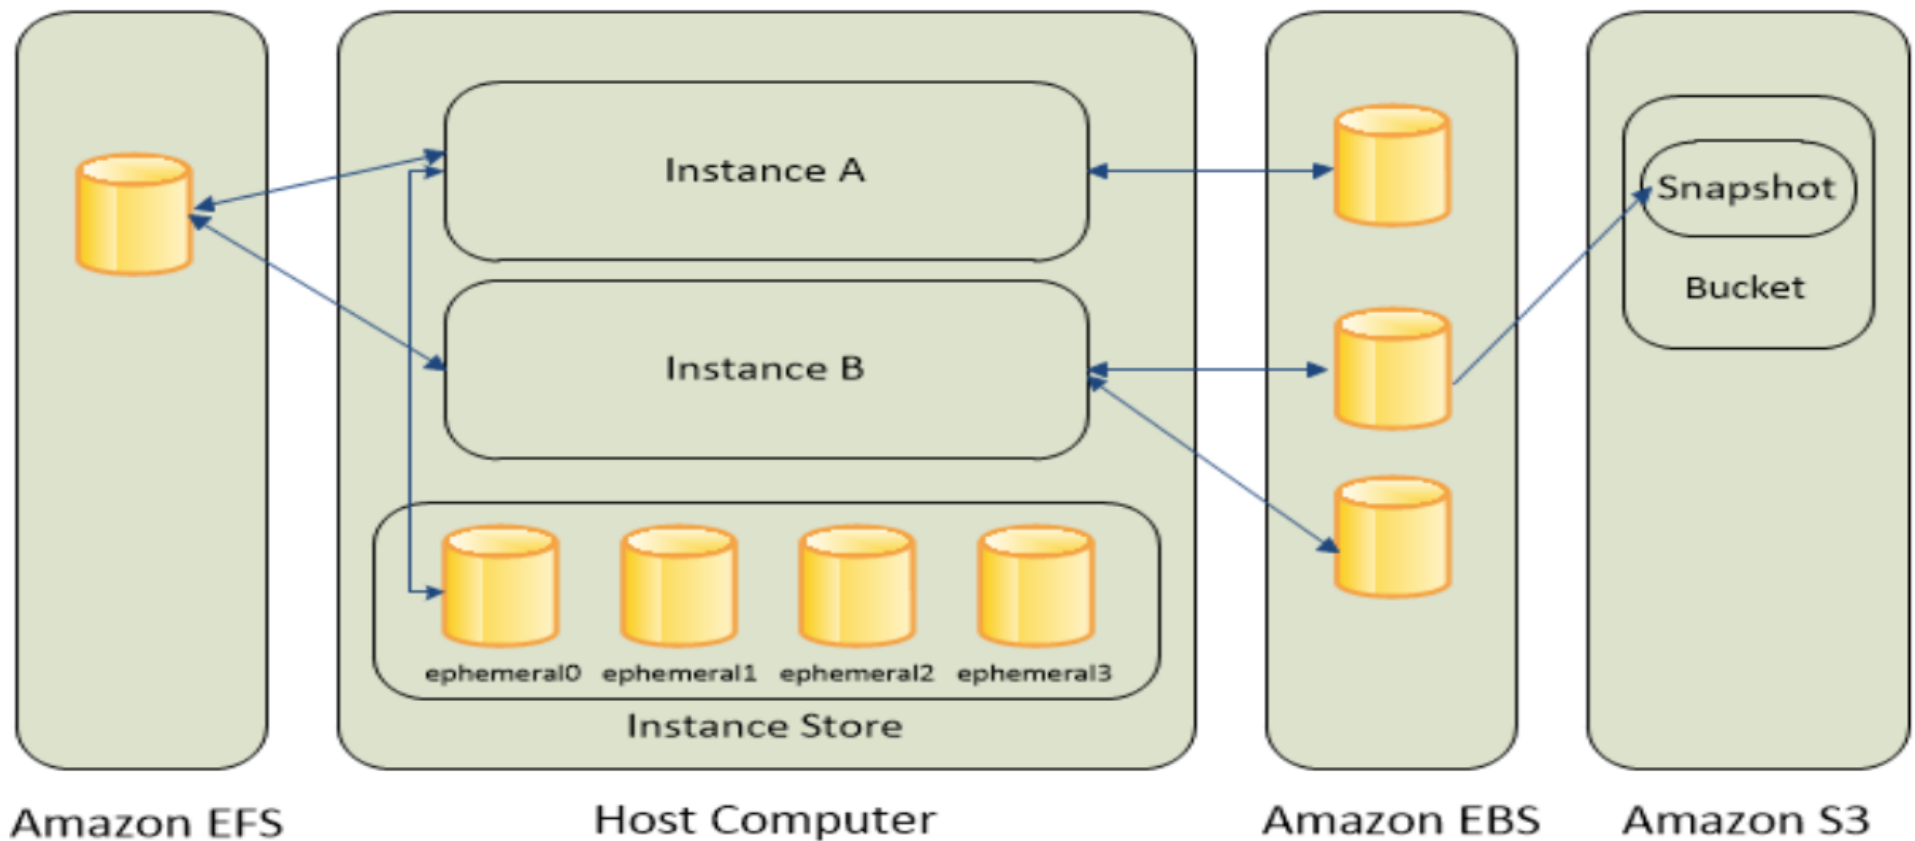 Instance A
Snapshot
Bucket
Instance B
ephemeral0 ephemeral1 ephemeral2 ephemeral3
Instance Store
Amazon EFS
Host Computer
Amazon EBS
Amazon S3